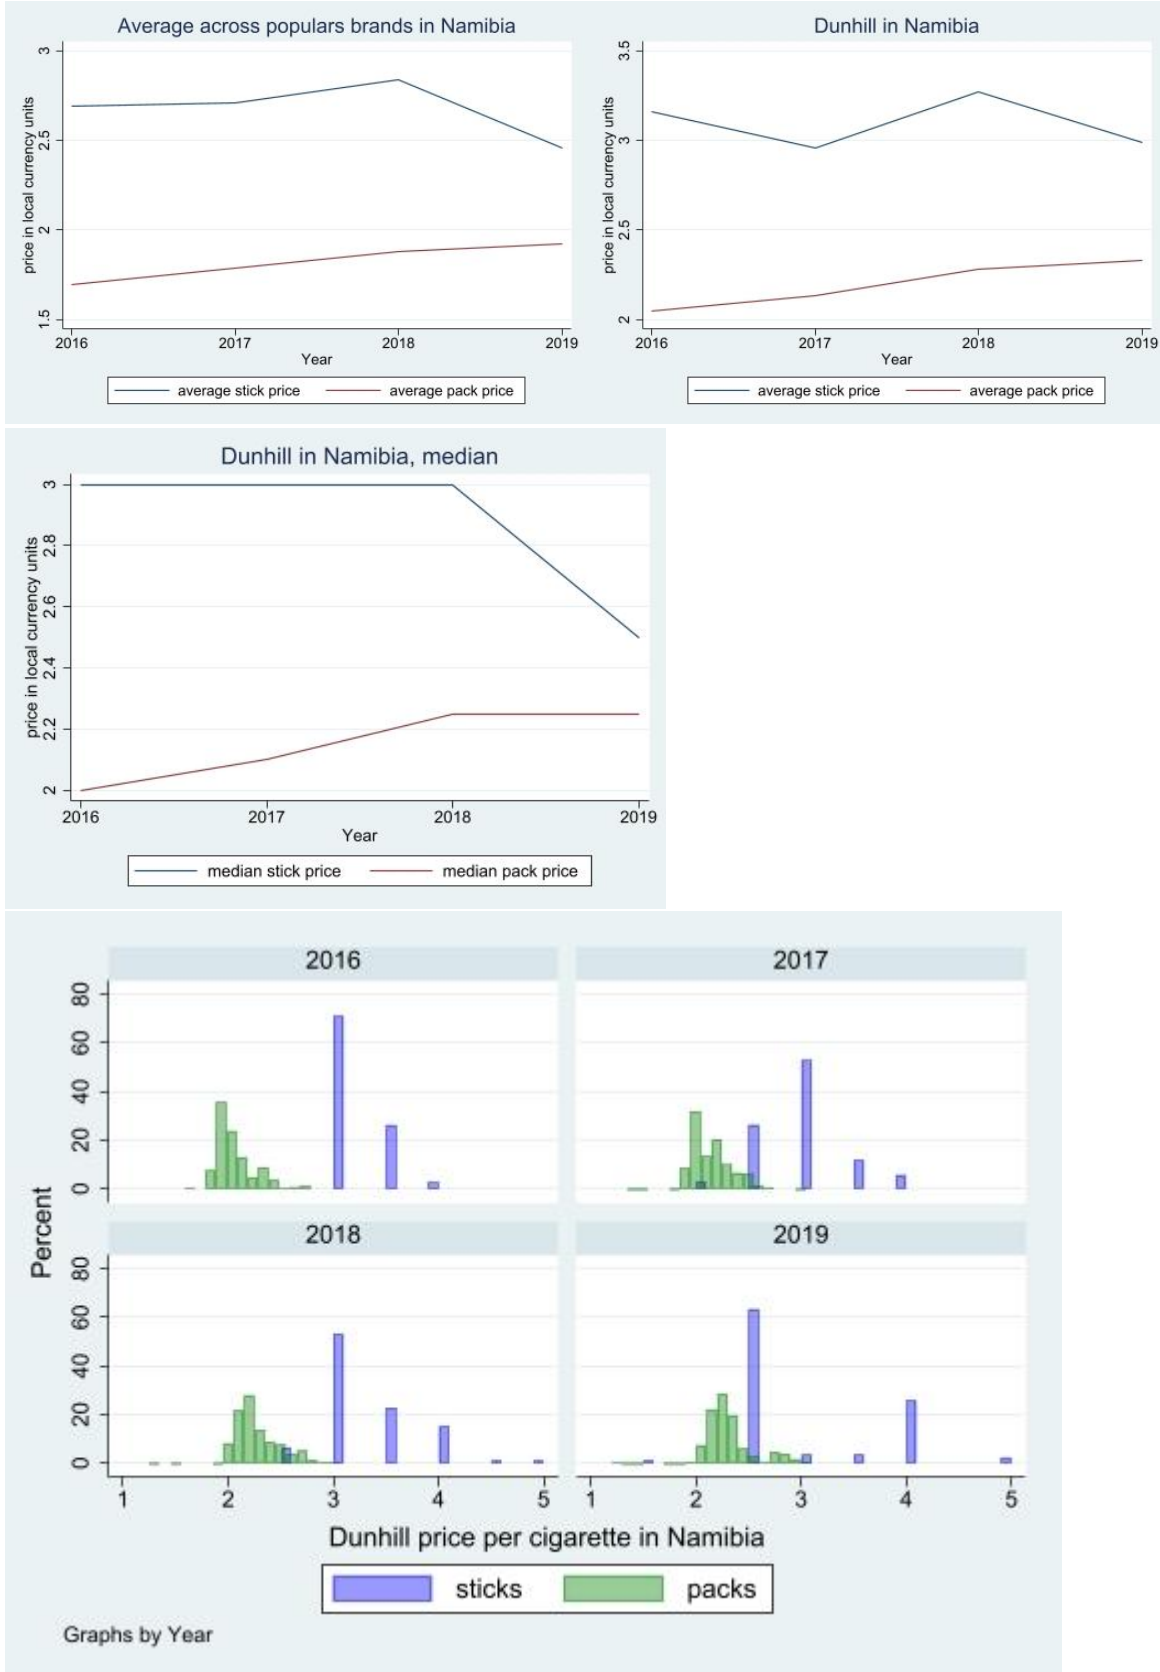 Average across populars brands in Namibia
price in local currency units
3
2.5
2
1.5
2016 2017 2018 2019
Year
average stick price average pack price
Dunhill in Namibia
price in local currency units
3.5
3
2.5
2
2016 2017 2018 2019
Year
average stick price average pack price
Dunhill in Namibia, median
price in local currency units
3
2.8
2.6
2.4
2.2
2
2016 2017 2018 2019
Year
median stick price median pack price
Percent
2016 2017
80
60
40
20
0
2018 2019
80
60
40
20
0
1 2 3 4 5 1 2 3 4 5
Dunhill price per cigarette in Namibia
sticks packs
Graphs by Year